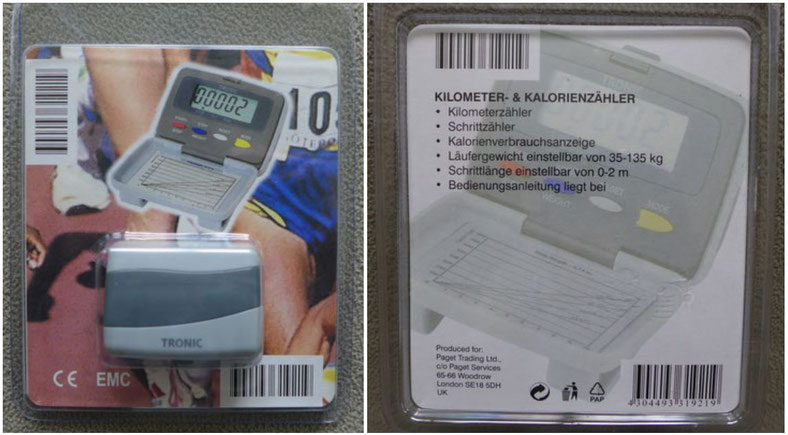 00002
10
TRONIC
CE EMC
KILOMETER- & KALORIENZÄHLER
• Kilometerzähler
• Schrittzähler
• Kalorienverbrauchsanzeige
• Läufergewicht einstellbar von 35-135 kg
• Schrittlänge einstellbar von 0-2 m
• Bedienungsanleitung liegt bei
MODE
Produced for:
Paget Trading Ltd.,
c/o Paget Services
65-66 Woodrow
London SE18 5DH
UK
PAP
4304493319219